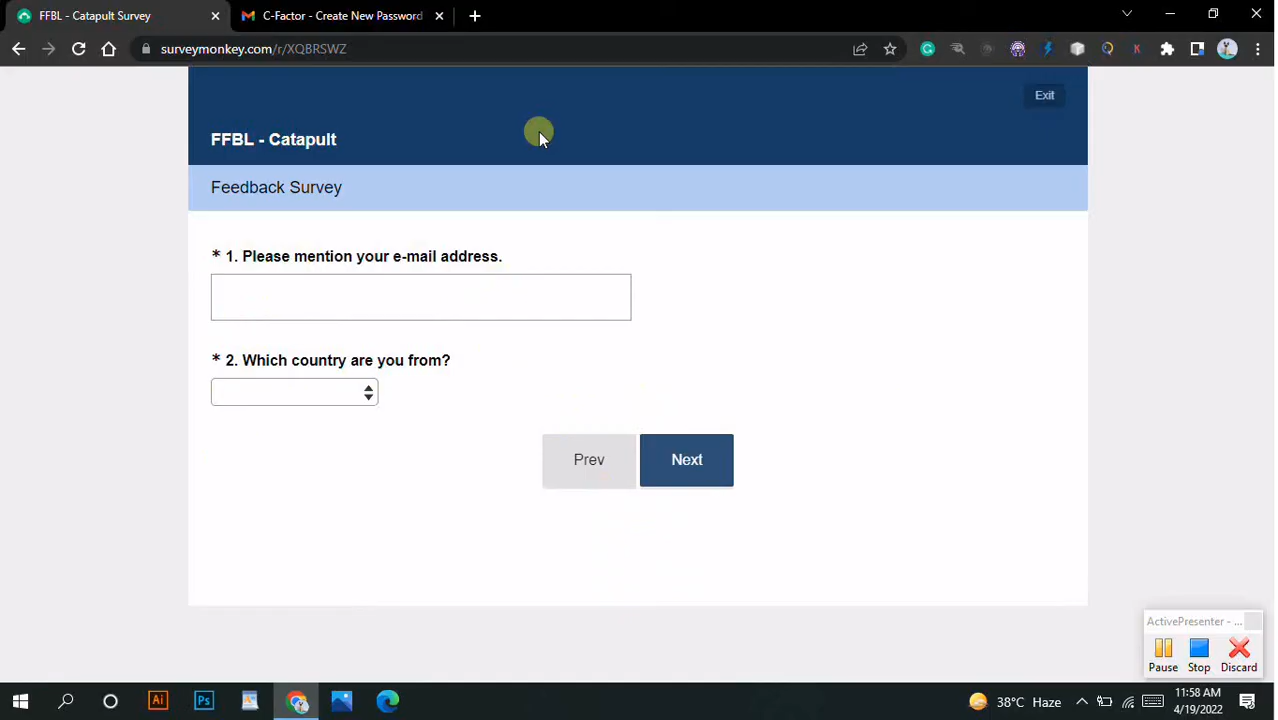 FFBL - Catapult Survey
C-Factor - Create New Password
surveymonkey.com/r/XQBRSWZ
Exit
FFBL - Catapult
Feedback Survey
* 1. Please mention your e-mail address.
* 2. Which country are you from?
Prev
Next
ActivePresenter - ...
Pause
Stop
Discard
Ai
Ps
38°C Haze
11:58 AM
4/19/2022